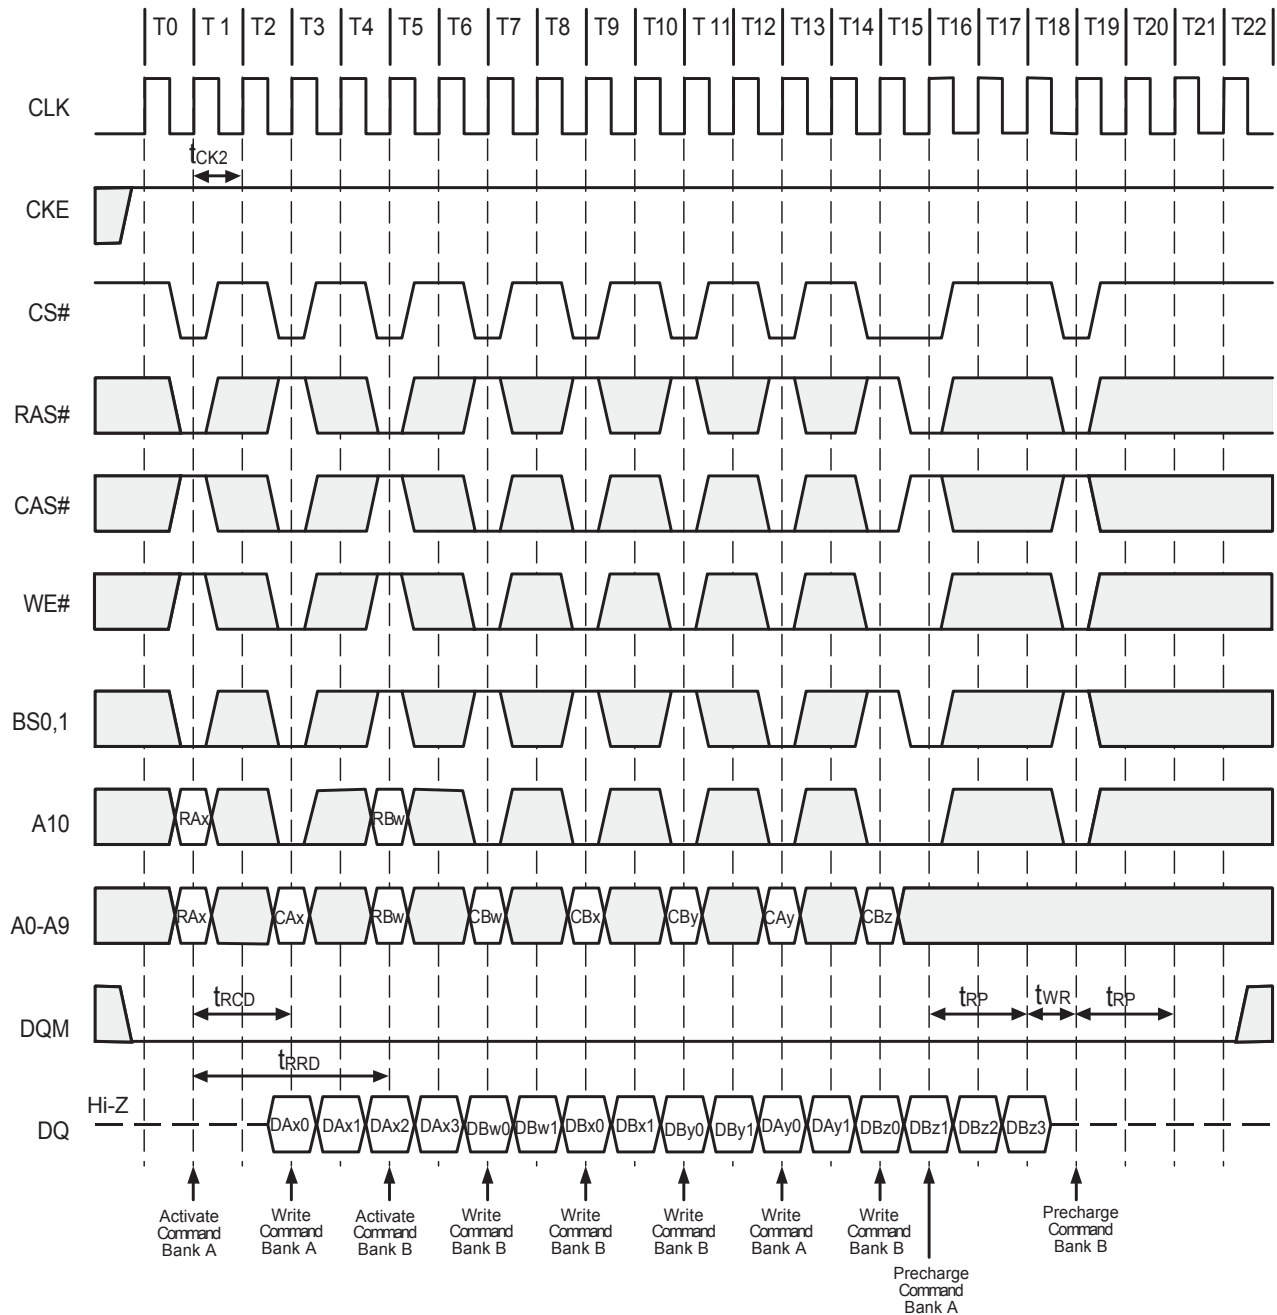 T0 T 1 T2 T3 T4 T5 T6 T7 T8 T9 T10 T 11 T12 T13 T14 T15 T16 T17 T18 T19 T20 T21 T22
CLK
tCK2
CKE
CS#
RAS#
CAS#
WE#
BS0,1
A10
RAx RBw
A0-A9
RAx CAx RBw CBw CBx CBy CAy CBz
DQM
tRCD tRP tWR tRP
tRRD
Hi-Z
DQ
DAx0 DAx1 DAx2 DAx3 DBw0 DBw1 DBx0 DBx1 DBy0 DBy1 DAy0 DAy1 DBz0 DBz1 DBz2 DBz3
Activate
Command
Bank A
Write
Command
Bank A
Activate
Command
Bank B
Write
Command
Bank B
Write
Command
Bank B
Write
Command
Bank B
Write
Command
Bank A
Write
Command
Bank B
Precharge
Command
Bank A
Precharge
Command
Bank B